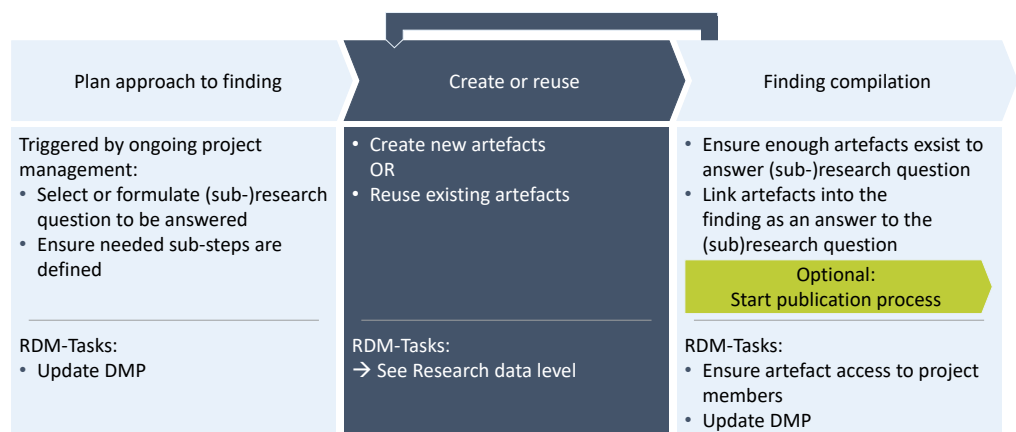 Plan approach to finding
Create or reuse
Finding compilation
Triggered by ongoing project
management:
• Select or formulate (sub-)research
question to be answered
• Ensure needed sub-steps are
defined
RDM-Tasks:
• Update DMP
• Create new artefacts
OR
• Reuse existing artefacts
RDM-Tasks:
→ See Research data level
• Ensure enough artefacts exsist to
answer (sub-)research question
• Link artefacts into the
finding as an answer to the
(sub)research question
Optional:
Start publication process
RDM-Tasks:
• Ensure artefact access to project
members
• Update DMP